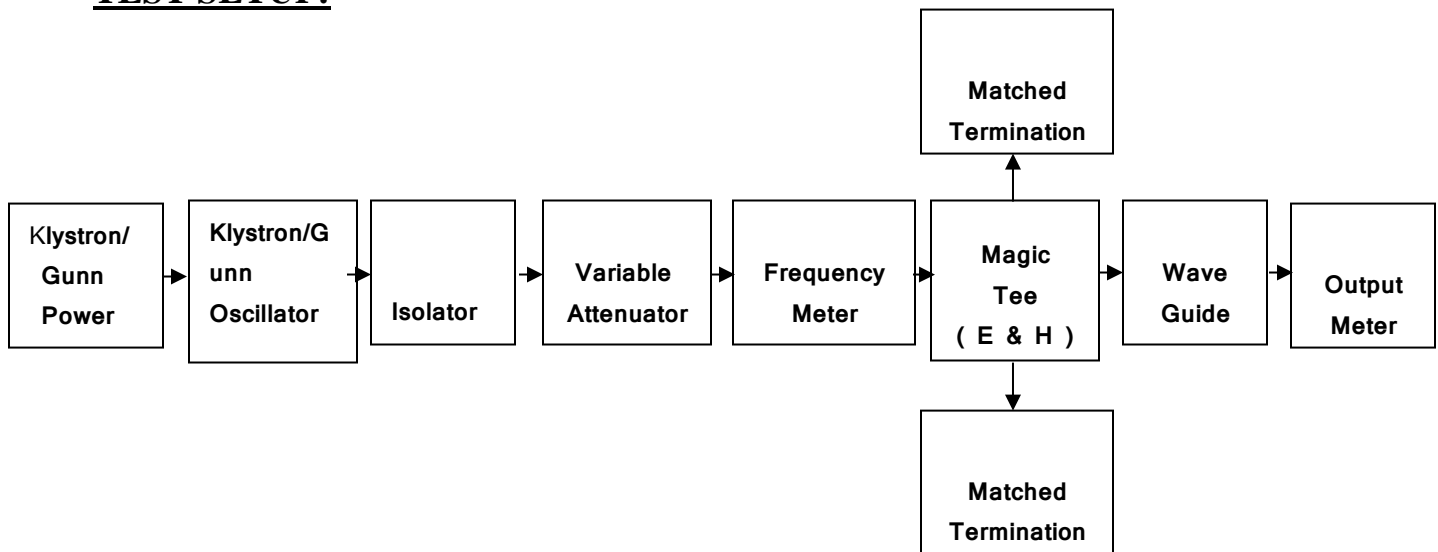 TEST SETUP:
Matched
Termination
Klystron/
Gunn
Power
Klystron/G
unn
Oscillator
Isolator
Variable
Attenuator
Frequency
Meter
Magic
Tee
( E & H )
Wave
Guide
Output
Meter
Matched
Termination